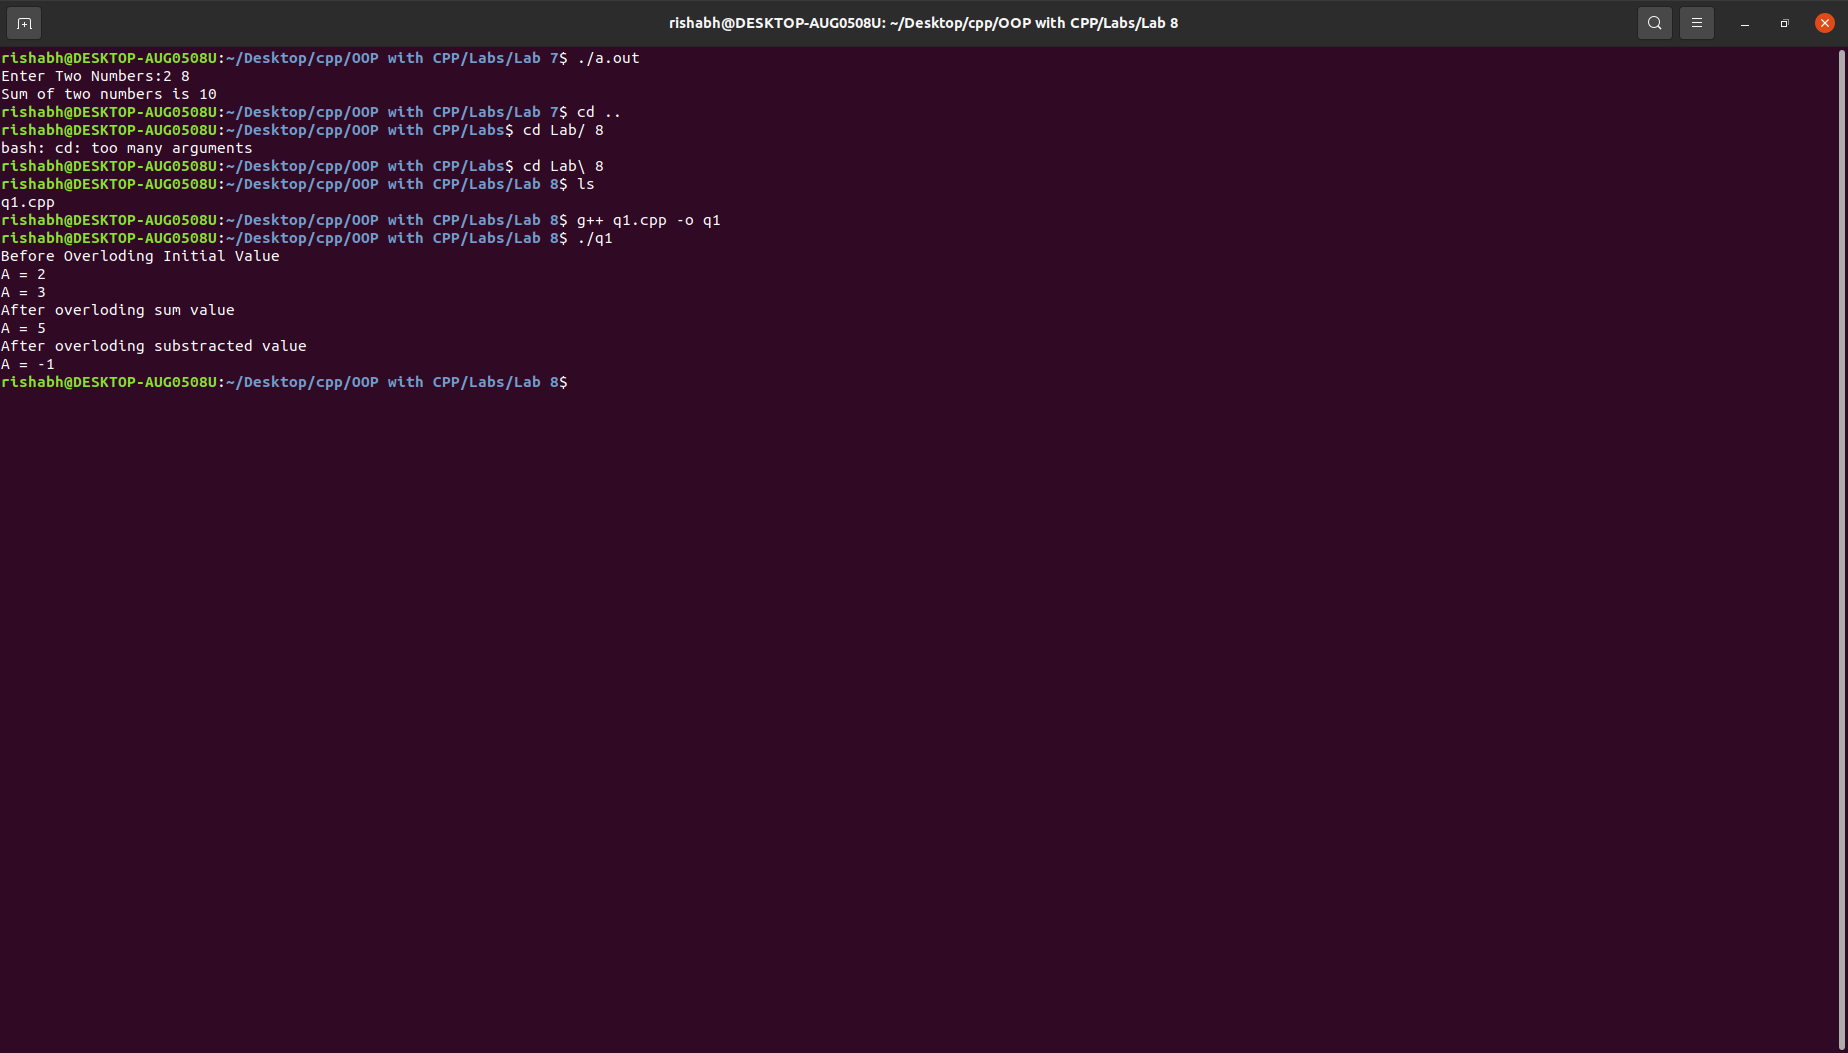 rishabh@DESKTOP-AUG0508U: ~/Desktop/cpp/OOP with CPP/Labs/Lab 8
rishabh@DESKTOP-AUG0508U:~/Desktop/cpp/OOP with CPP/Labs/Lab 7$ ./a.out
Enter Two Numbers:2 8
Sum of two numbers is 10
rishabh@DESKTOP-AUG0508U:~/Desktop/cpp/OOP with CPP/Labs/Lab 7$ cd ..
rishabh@DESKTOP-AUG0508U:~/Desktop/cpp/OOP with CPP/Labs$ cd Lab/ 8
bash: cd: too many arguments
rishabh@DESKTOP-AUG0508U:~/Desktop/cpp/OOP with CPP/Labs$ cd Lab\ 8
rishabh@DESKTOP-AUG0508U:~/Desktop/cpp/OOP with CPP/Labs/Lab 8$ ls
q1.cpp
rishabh@DESKTOP-AUG0508U:~/Desktop/cpp/OOP with CPP/Labs/Lab 8$ g++ q1.cpp -o q1
rishabh@DESKTOP-AUG0508U:~/Desktop/cpp/OOP with CPP/Labs/Lab 8$ ./q1
Before Overloding Initial Value
A = 2
A = 3
After overloding sum value
A = 5
After overloding substracted value
A = -1
rishabh@DESKTOP-AUG0508U:~/Desktop/cpp/OOP with CPP/Labs/Lab 8$